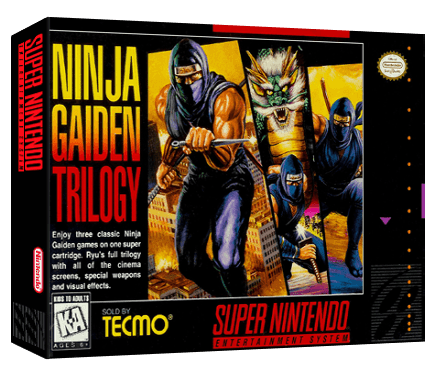 SUPER NINTENDO
Nintendo
NINJA
GAIDEN
TRILOGY
Enjoy three classic Ninja
Gaiden games on one super
cartridge. Ryu's full trilogy
with all of the cinema
screens, special weapons
and visual effects.
KIDS TO ADULTS
KA
AGES 6+
SOLD BY
TECMO®
SUPER NINTENDO
ENTERTAINMENT SYSTEM
Nintendo